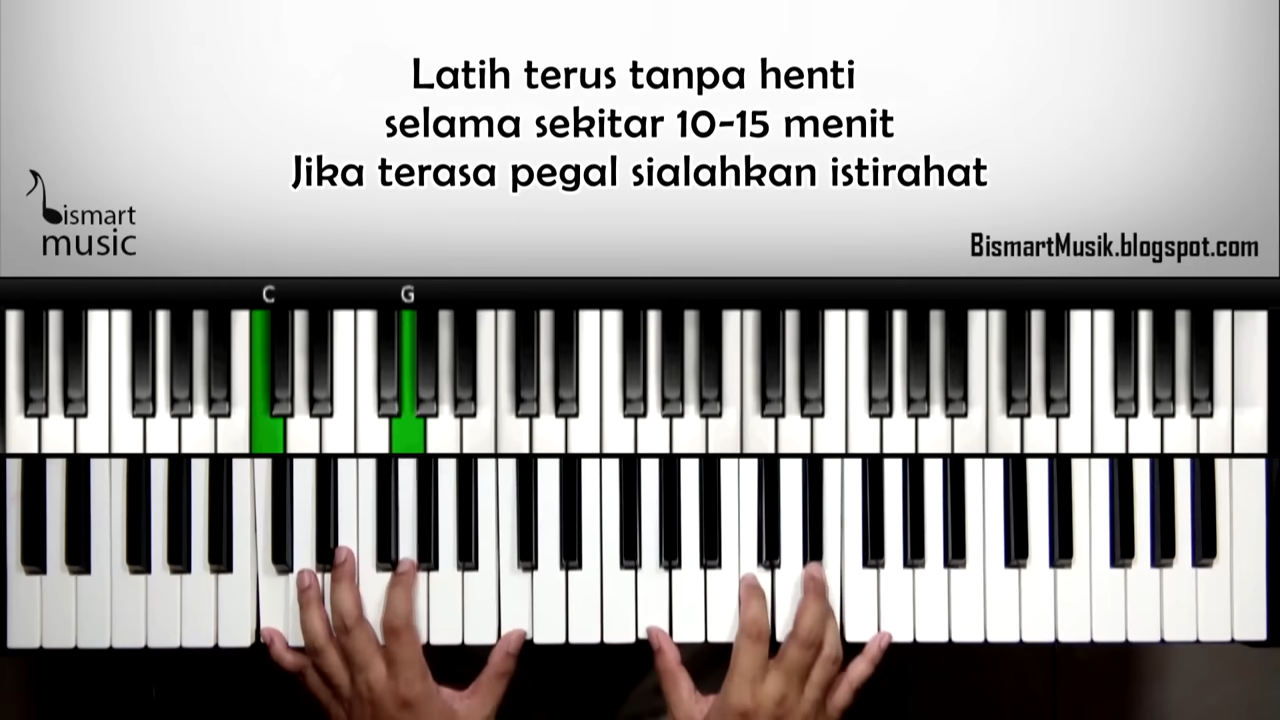 Latih terus tanpa henti
selama sekitar 10-15 menit
Jika terasa pegal sialahkan istirahat
bismart
music
BismartMusik.blogspot.com
C G